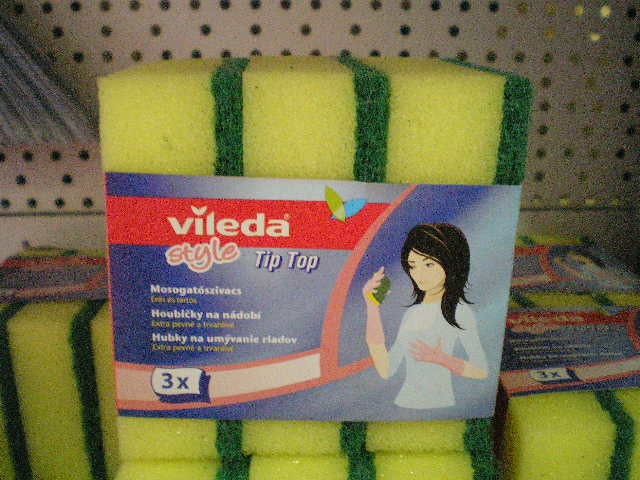 vileda
style Tip Top
Mosogatószivacs
Erős és tartós
Houbičky na nádobí
Extra pevné a trvanlivé
Hubky na umývanie riadov
Extra pevné a trvanlivé
3x
3x